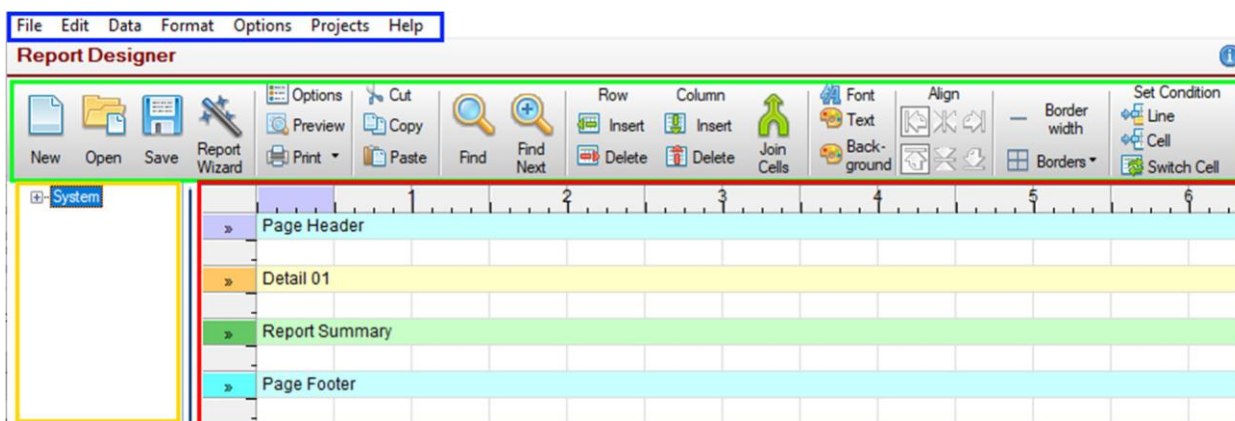 File Edit Data Format Options Projects Help
Report Designer
New Open Save Report Wizard
Options
Preview
Print
Cut
Copy
Paste
Find
Find Next
Row
Insert
Delete
Column
Insert
Delete
Join Cells
Font
Text
Back-
ground
Align
Border
width
Borders
Set Condition
Line
Cell
Switch Cell
System
1 2 3 4 5 6
» Page Header
» Detail 01
» Report Summary
» Page Footer